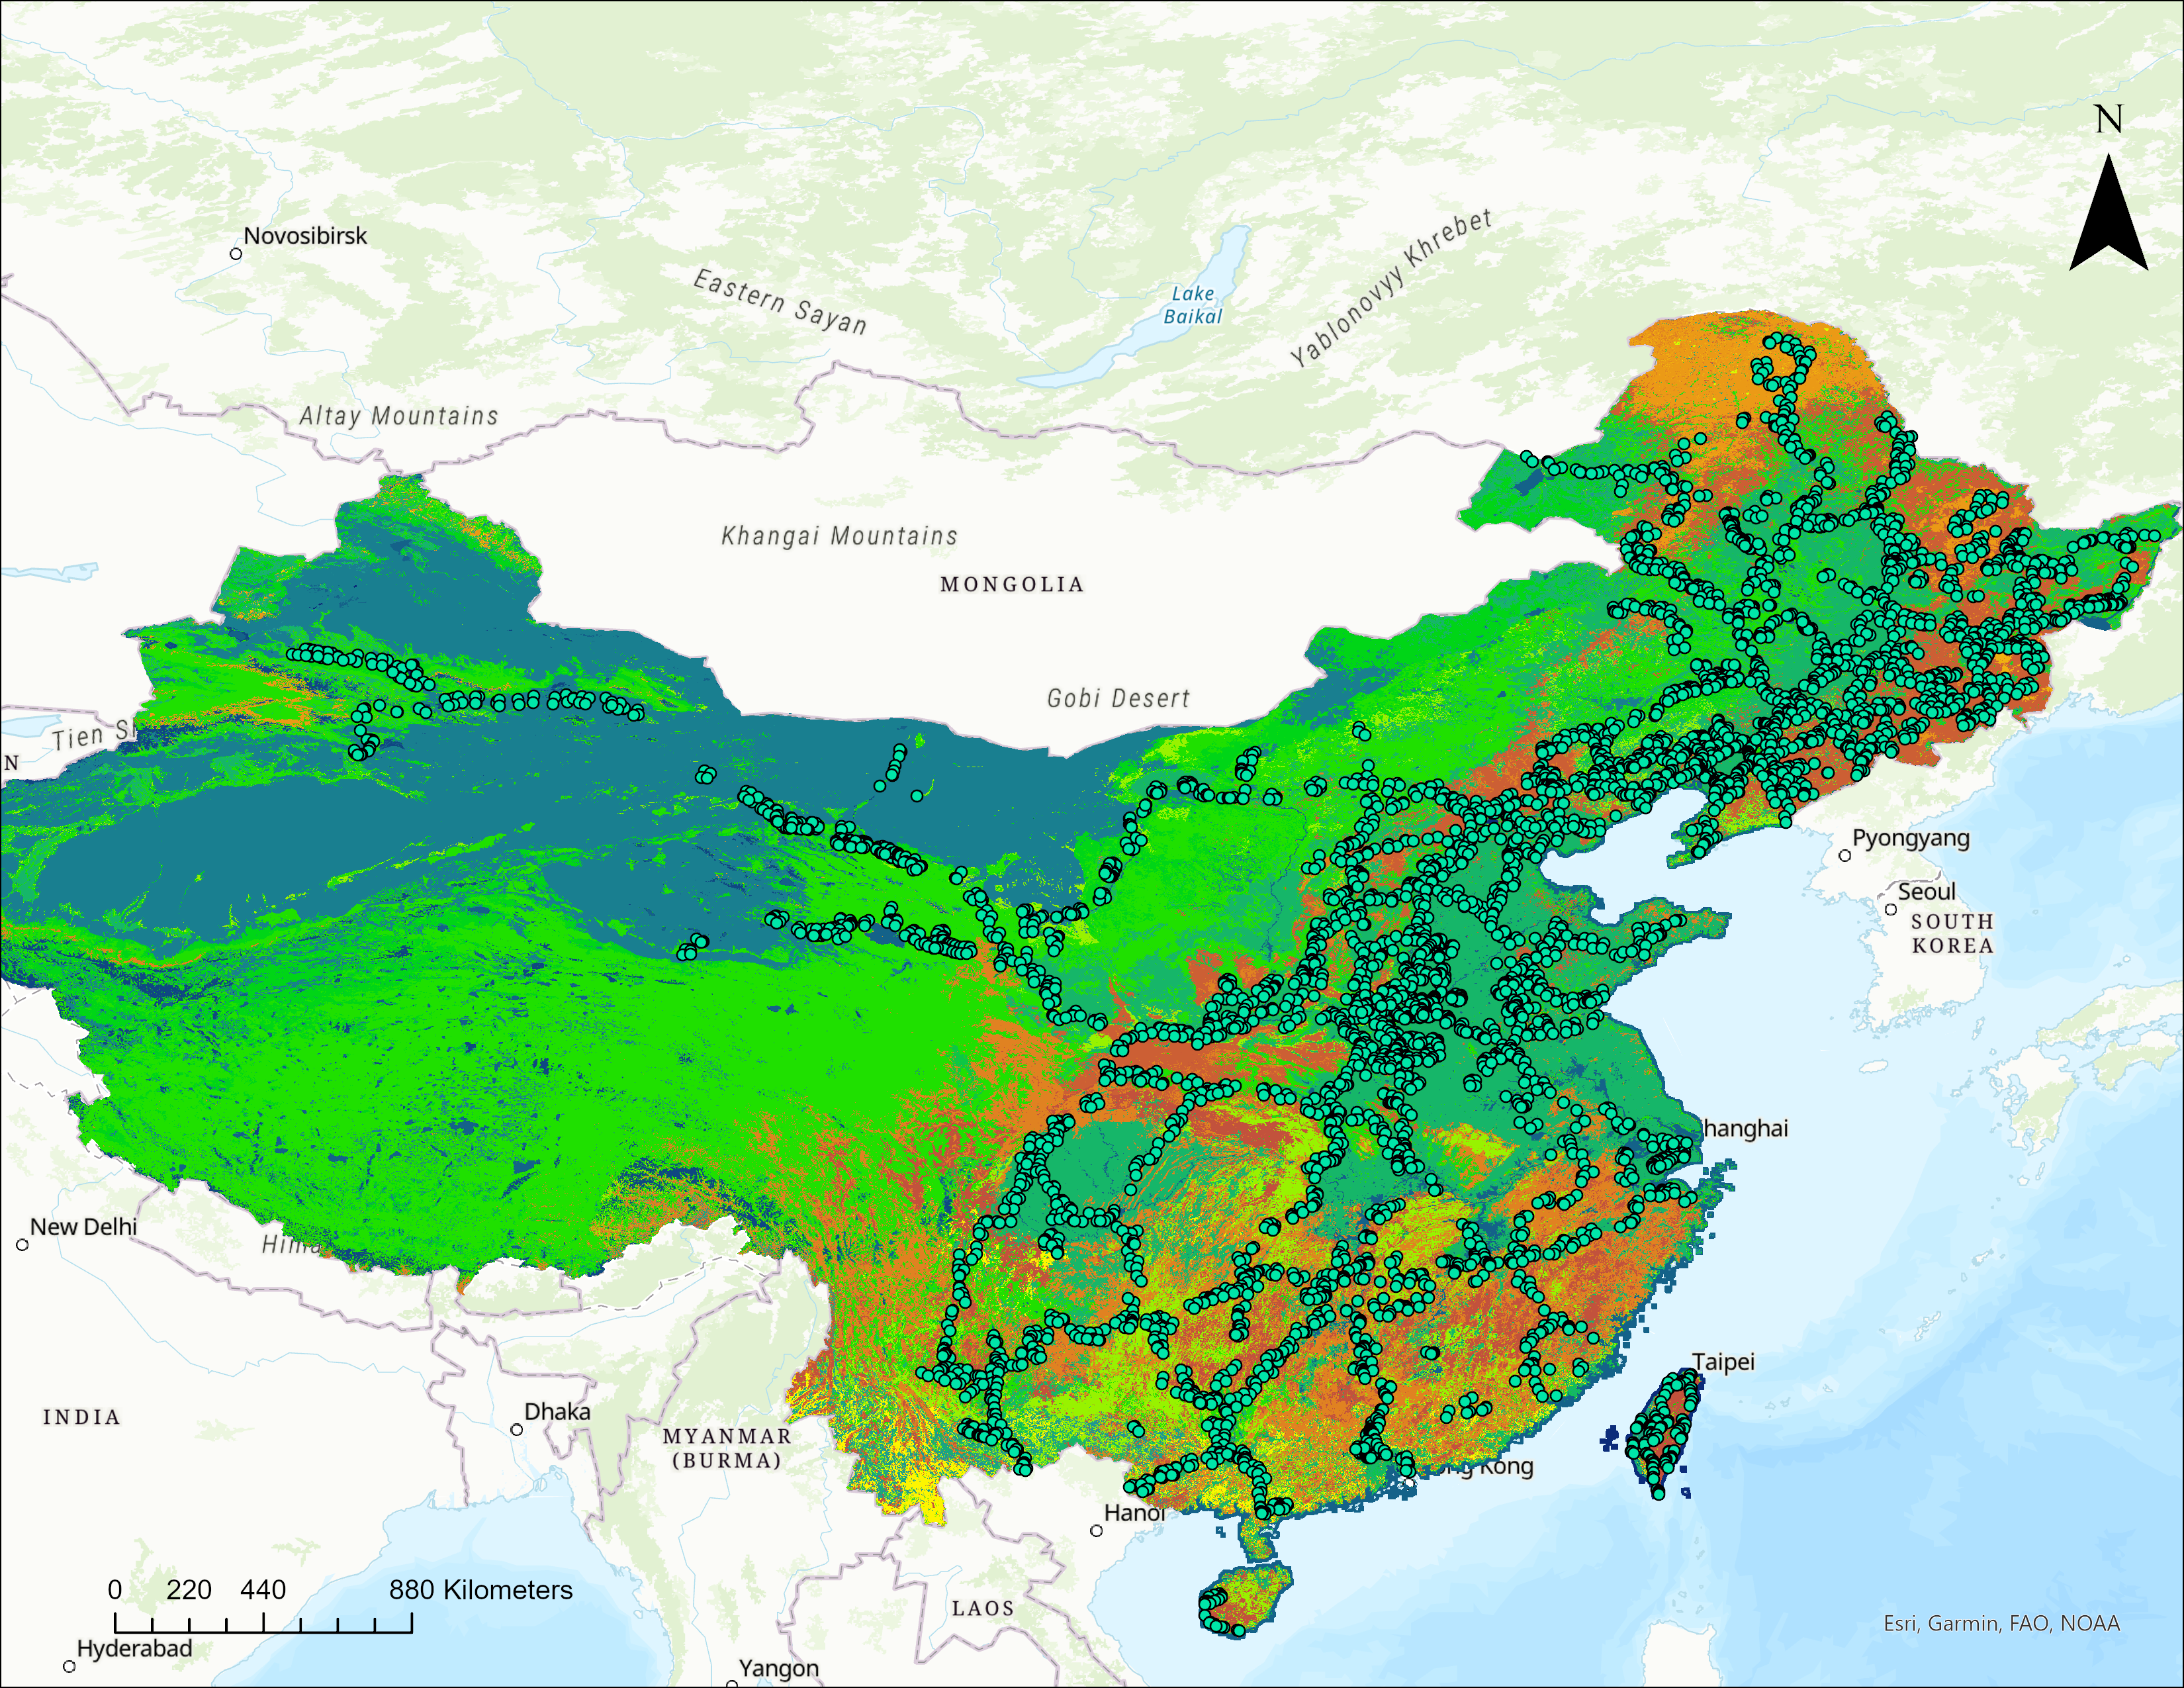 N
Novosibirsk
Yablonovyy Khrebet
Eastern Sayan
Lake
Baikal
Altay Mountains
Khangai Mountains
MONGOLIA
Gobi Desert
Tien S
N
Pyongyang
Seoul
SOUTH
KOREA
hanghai
New Delhi
Hima
Taipei
INDIA
Dhaka
MYANMAR
(BURMA)
ong Kong
Hanoi
0 220 440 880 Kilometers
LAOS
Esri, Garmin, FAO, NOAA
Hyderabad
Yangon